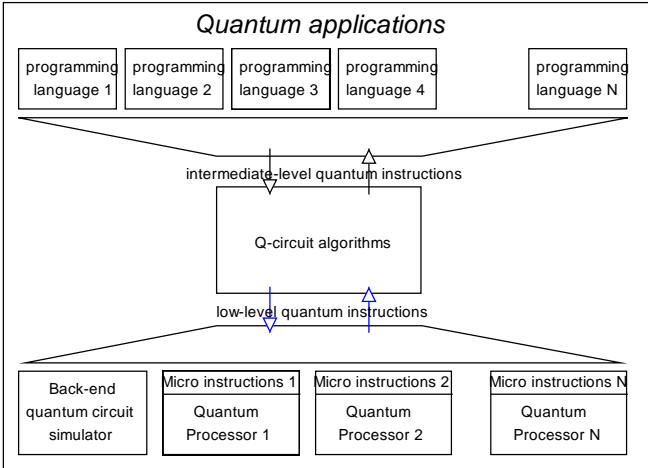 Quantum applications
programming
language 1
programming
language 2
programming
language 3
programming
language 4
programming
language N
intermediate-level quantum instructions
Q-circuit algorithms
low-level quantum instructions
Back-end
quantum circuit
simulator
Micro instructions 1
Quantum
Processor 1
Micro instructions 2
Quantum
Processor 2
Micro instructions N
Quantum
Processor N